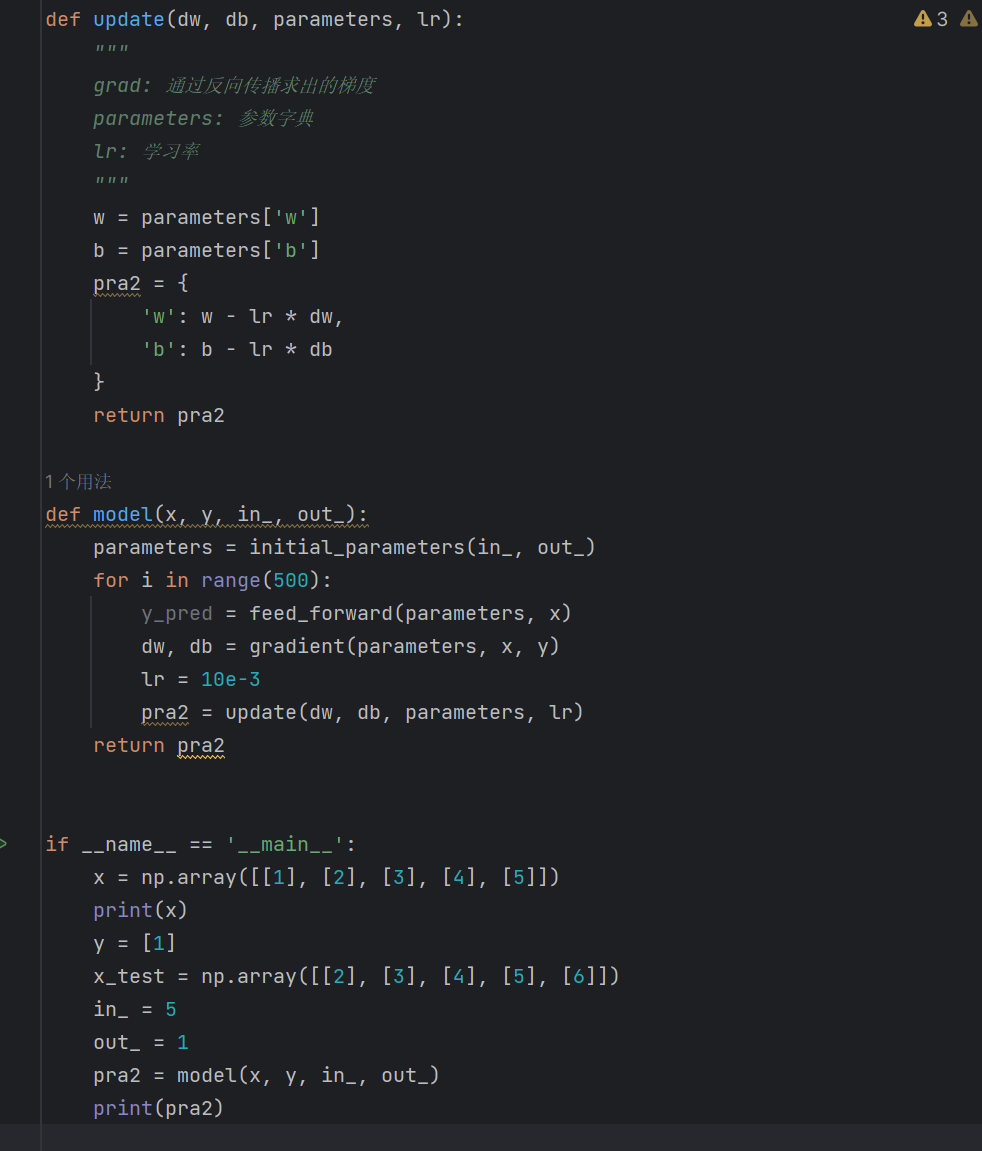 def update(dw, db, parameters, lr):
3
    """
    grad: 通过反向传播求出的梯度
    parameters: 参数字典
    lr: 学习率
    """
    w = parameters['w']
    b = parameters['b']
    pra2 = {
        'w': w - lr * dw,
        'b': b - lr * db
    }
    return pra2
1 个用法
def model(x, y, in_, out_):
    parameters = initial_parameters(in_, out_)
    for i in range(500):
        y_pred = feed_forward(parameters, x)
        dw, db = gradient(parameters, x, y)
        lr = 10e-3
        pra2 = update(dw, db, parameters, lr)
    return pra2
if __name__ == '__main__':
    x = np.array([[1], [2], [3], [4], [5]])
    print(x)
    y = [1]
    x_test = np.array([[2], [3], [4], [5], [6]])
    in_ = 5
    out_ = 1
    pra2 = model(x, y, in_, out_)
    print(pra2)